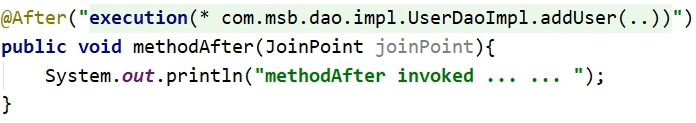 @After("execution(* com.msb.dao.impl.UserDaoImpl.addUser(..))")
public void methodAfter(JoinPoint joinPoint){
    System.out.println("methodAfter invoked ... ... ");
}